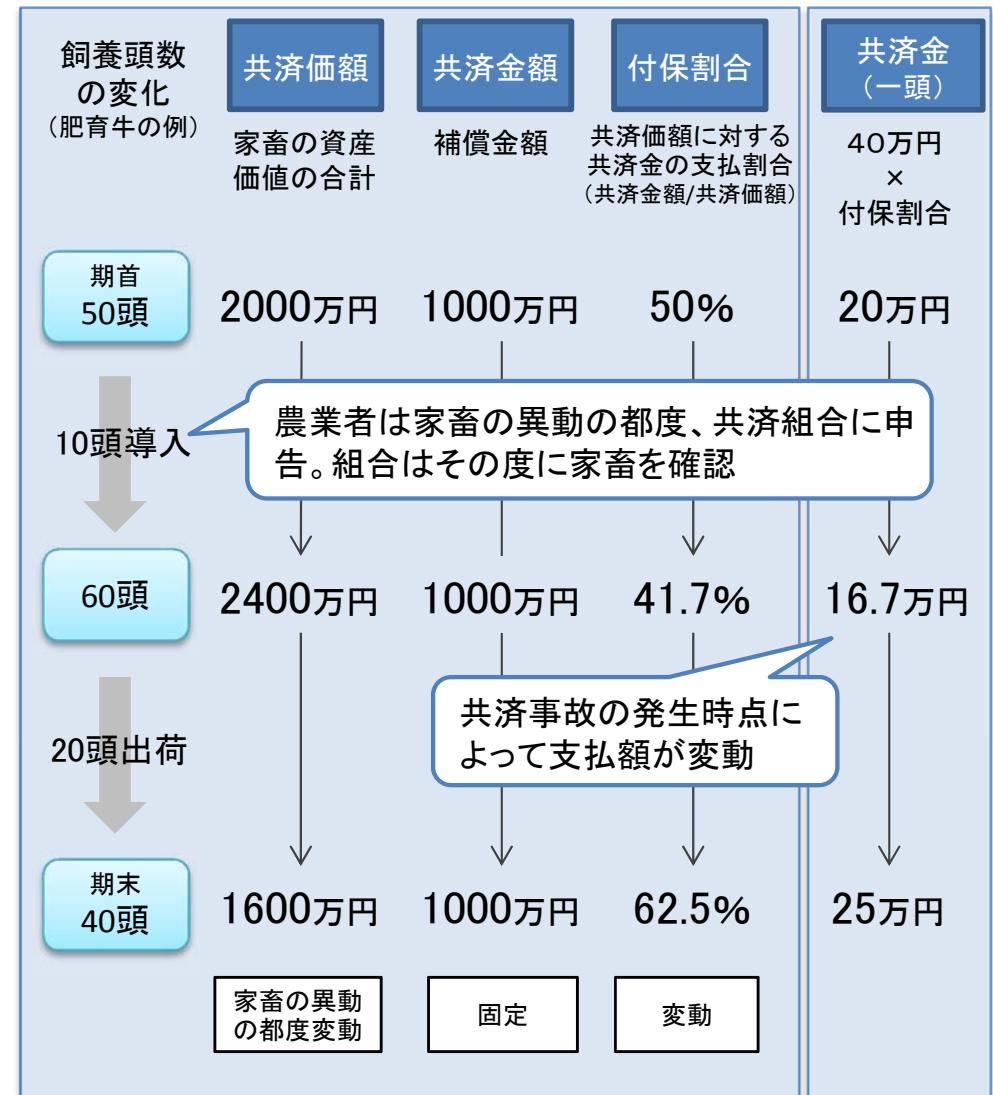 飼養頭数
の変化
（肥育牛の例）
共済価額
家畜の資産
価値の合計
共済金額
補償金額
付保割合
共済価額に対する
共済金の支払割合
（共済金額/共済価額）
共済金
（一頭）
40万円
×
付保割合
期首
50頭
2000万円
1000万円
50%
20万円
10頭導入
農業者は家畜の異動の都度、共済組合に申
告。組合はその度に家畜を確認
60頭
2400万円
1000万円
41.7%
16.7万円
共済事故の発生時点に
よって支払額が変動
20頭出荷
期末
40頭
1600万円
1000万円
62.5%
25万円
家畜の異動
の都度変動
固定
変動